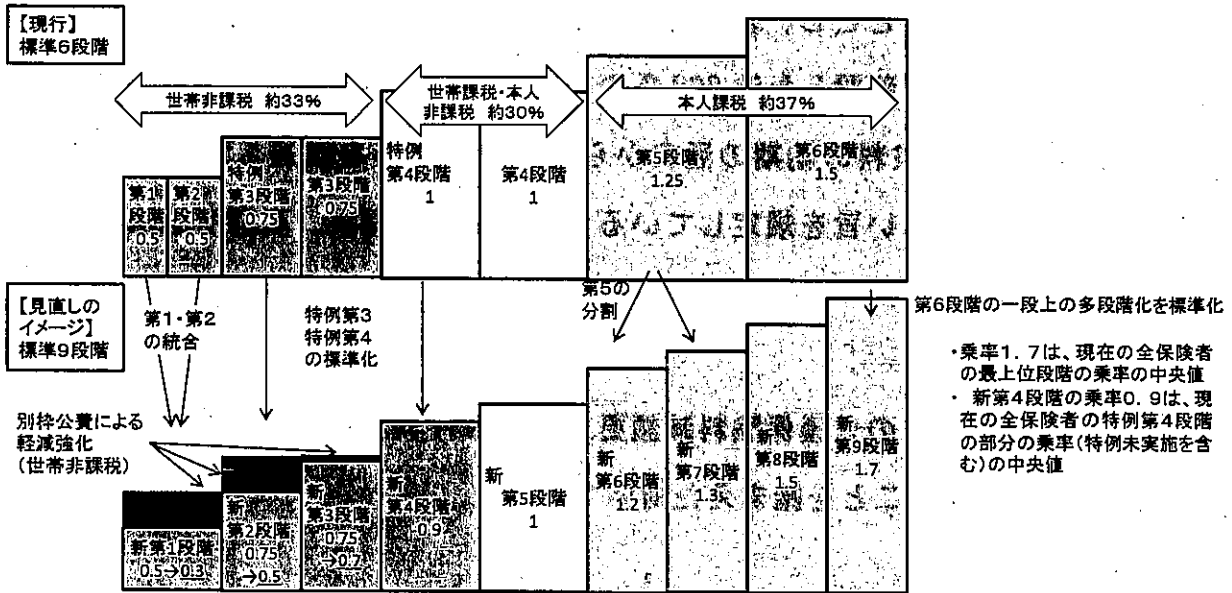 【現行】
標準6段階
世帯非課税 約33%
世帯課税・本人
非課税 約30%
本人課税 約37%
第1
段階
0.5
第2
段階
0.5
特例
第3段階
0.75
第3段階
0.75
特例
第4段階
1
第4段階
1
第5段階
1.25
第6段階
1.5
【見直しの
イメージ】
標準9段階
第1・第2
の統合
特例第3
特例第4
の標準化
第5の
分割
第6段階の一段上の多段階化を標準化
・乗率1.7は、現在の全保険者
の最上位段階の乗率の中央値
・ 新第4段階の乗率0.9は、現
在の全保険者の特例第4段階
の部分の乗率(特例未実施を含
む)の中央値
別枠公費による
軽減強化
(世帯非課税)
新第1段階
0.5→0.3
新
第2段階
0.75
→0.5
新
第3段階
0.75
→0.7
新
第4段階
0.9
新
第5段階
1
新
第6段階
1.2
新
第7段階
1.3
新
第8段階
1.5
新
第9段階
1.7